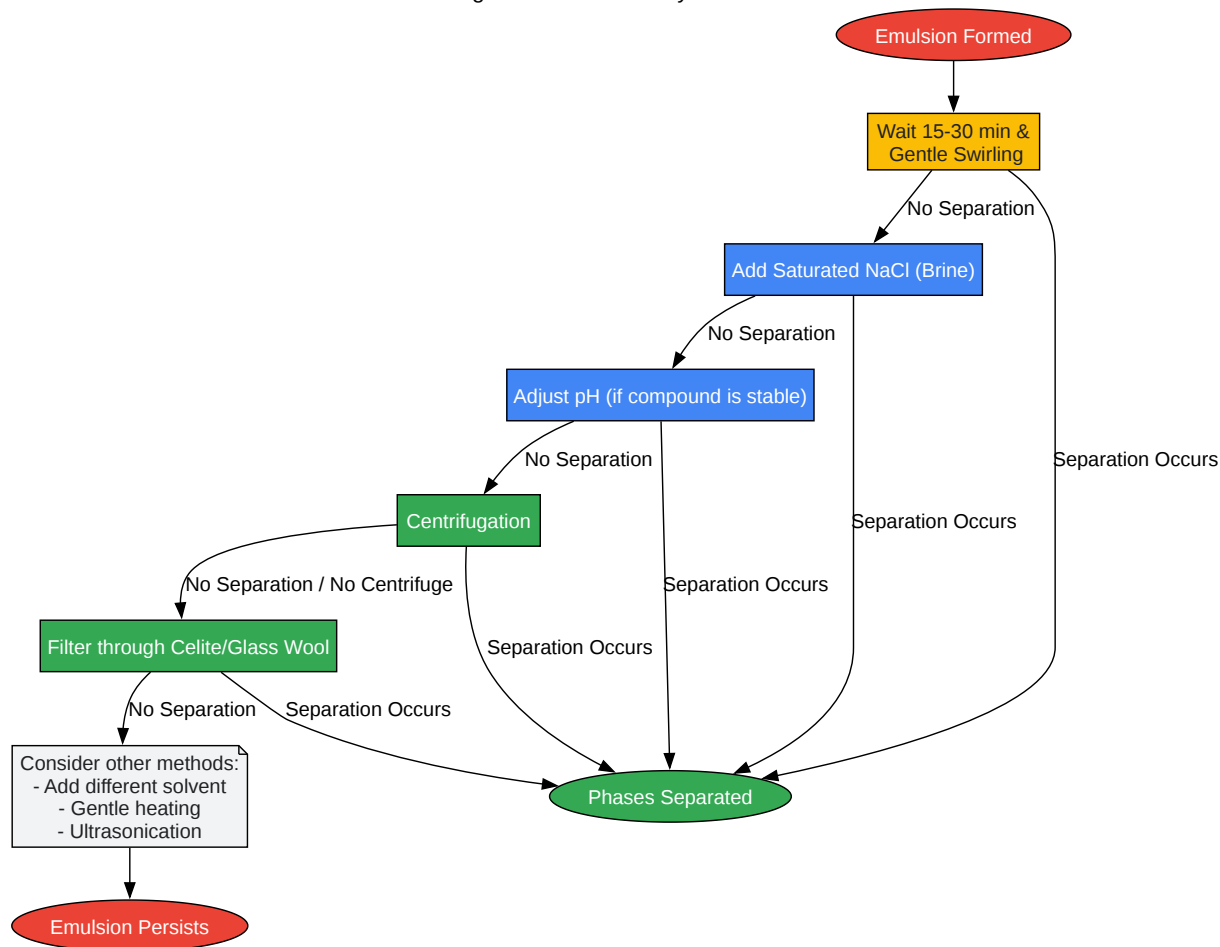 Emulsion Formed
Wait 15-30 min &
Gentle Swirling
No Separation
Add Saturated NaCl (Brine)
No Separation
Adjust pH (if compound is stable)
No Separation
Separation Occurs
Centrifugation
Separation Occurs
No Separation / No Centrifuge
Separation Occurs
Filter through Celite/Glass Wool
Separation Occurs
No Separation
Separation Occurs
Consider other methods:
- Add different solvent
- Gentle heating
- Ultrasonication
Phases Separated
Emulsion Persists